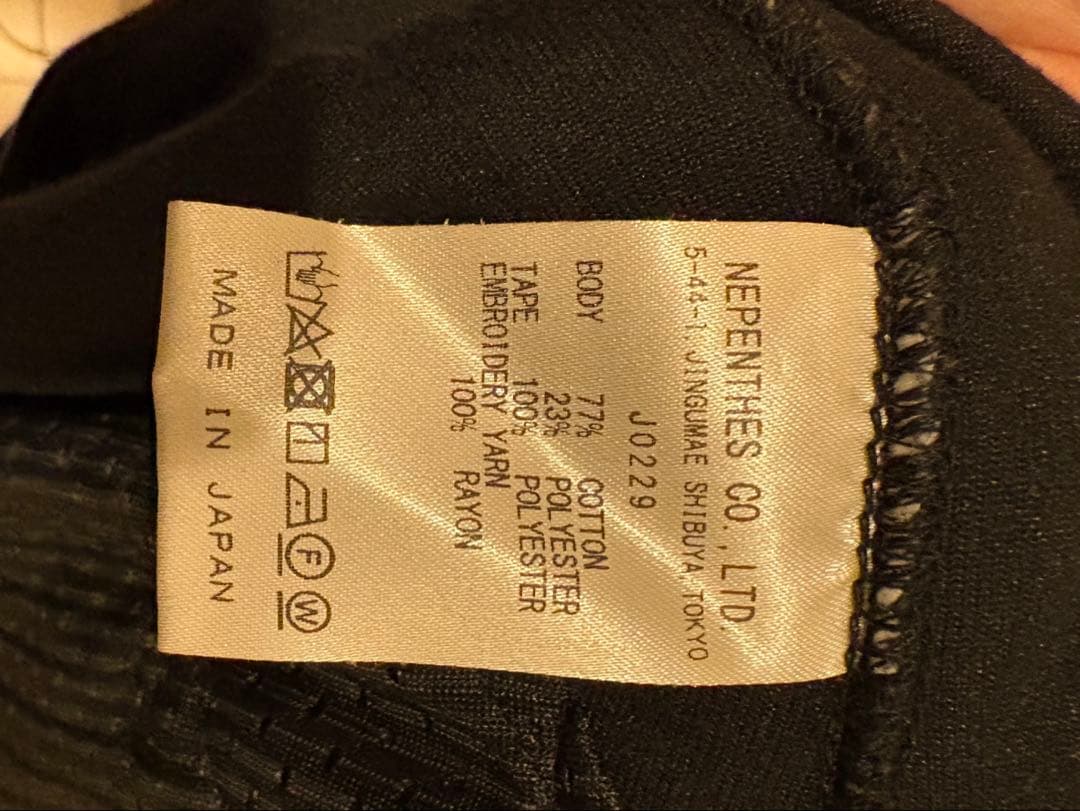 NEPENTHES CO., LTD.
5-44-1, JINGUMAE SHIBUYA TOKYO
J0229
BODY 77% COTTON
23% POLYESTER
TAPE 100% POLYESTER
EMBROIDERY YARN
100% RAYON
F W
MADE IN JAPAN